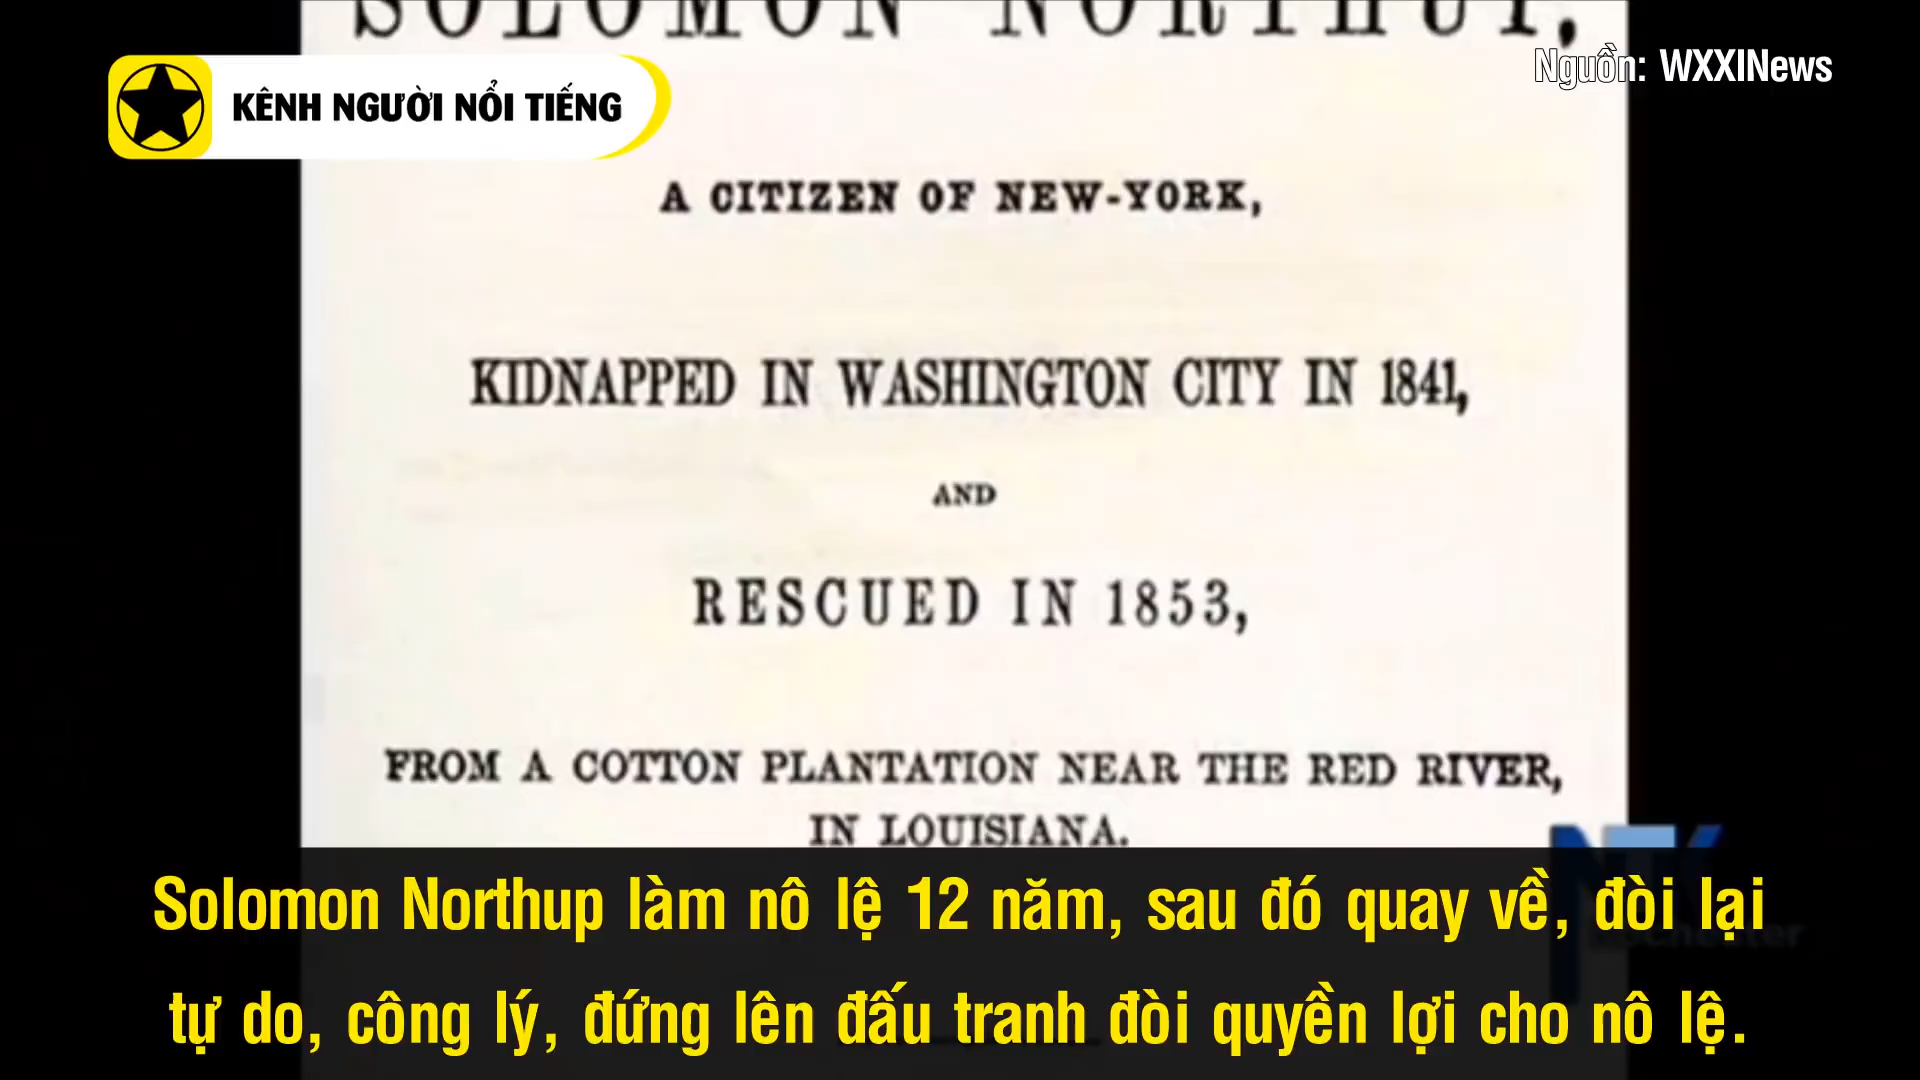 SOLOMON NORTHUP,
Nguồn: WXXINews
KÊNH NGƯỜI NỔI TIẾNG
A CITIZEN OF NEW-YORK,
KIDNAPPED IN WASHINGTON CITY IN 1841,
AND
RESCUED IN 1853,
FROM A COTTON PLANTATION NEAR THE RED RIVER,
IN LOUISIANA.
Solomon Northup làm nô lệ 12 năm, sau đó quay về, đòi lại
tự do, công lý, đứng lên đấu tranh đòi quyền lợi cho nô lệ.